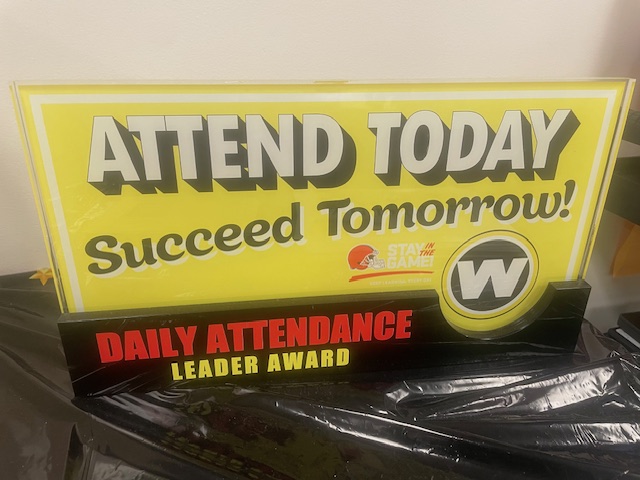 ATTEND TODAY
Succeed Tomorrow!
STAY IN THE
GAME!
W
DAILY ATTENDANCE
LEADER AWARD